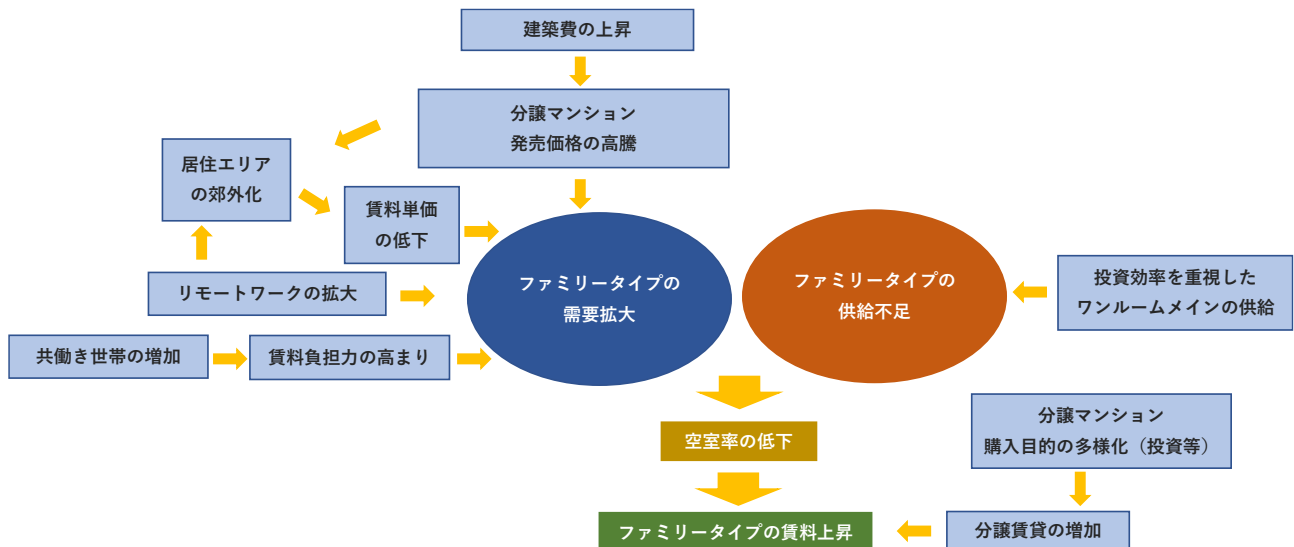 建築費の上昇
分譲マンション
発売価格の高騰
居住エリア
の郊外化
賃料単価
の低下
リモートワークの拡大
共働き世帯の増加
賃料負担力の高まり
ファミリータイプの
需要拡大
ファミリータイプの
供給不足
投資効率を重視した
ワンルームメインの供給
空室率の低下
分譲マンション
購入目的の多様化（投資等）
ファミリータイプの賃料上昇
分譲賃貸の増加